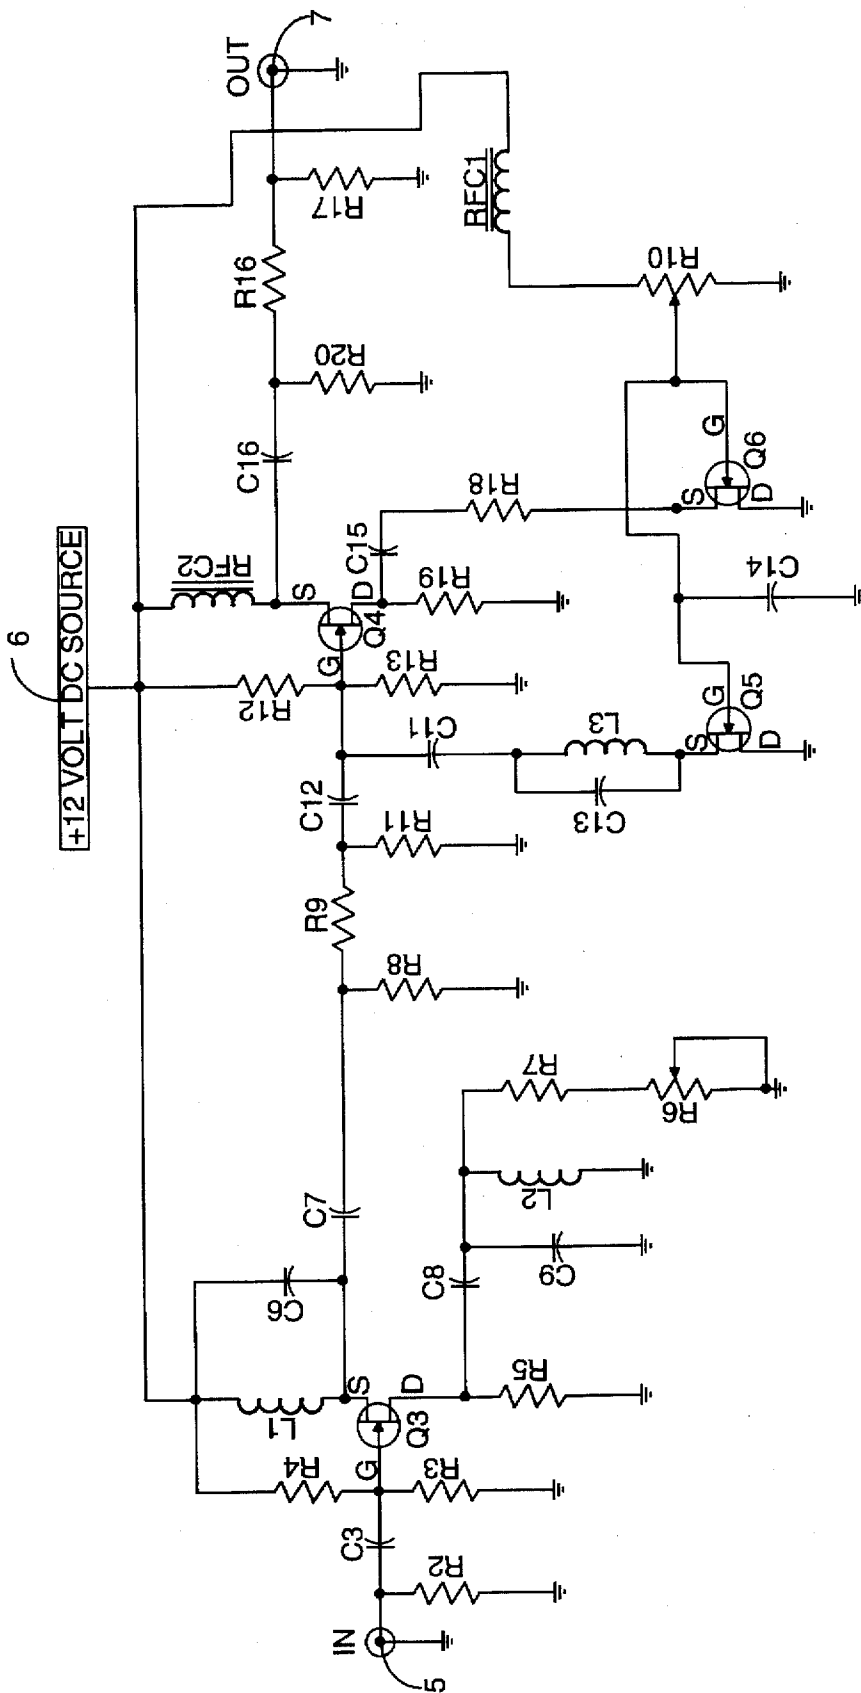 6
+12 VOLT DC SOURCE
OUT
7
R17
R16
R20
C16
RFC2
RFC1
R10
S
G
D
Q4
C15
R19
R18
G
S
D
Q6
R12
R13
C12
C11
R11
R9
R8
L3
C13
G
S
D
Q5
C14
C7
C6
L1
S
D
G
Q3
R4
R3
C3
R2
IN
5
C8
C9
L2
R7
R6
R5